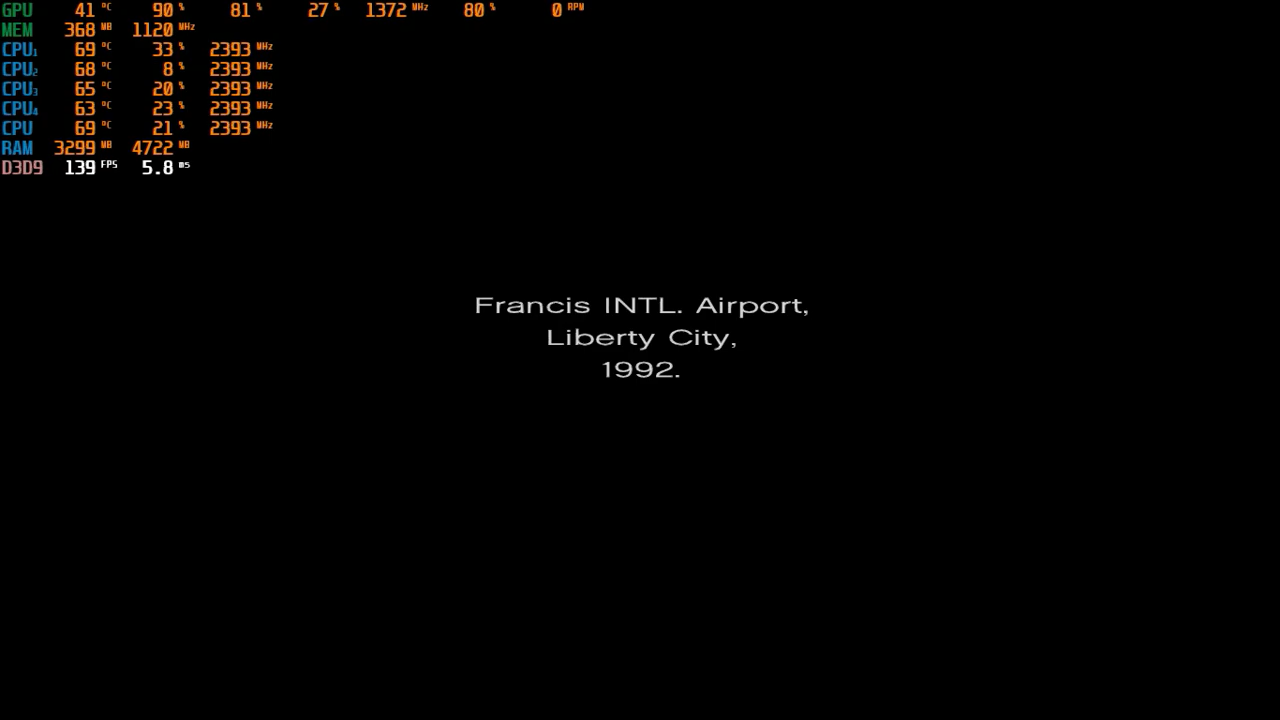 GPU 41 °C 90 % 81 % 27 % 1372 MHz 80 % 0 RPM
MEM 368 MB 1120 MHz
CPU1 69 °C 33 % 2393 MHz
CPU2 68 °C 8 % 2393 MHz
CPU3 65 °C 20 % 2393 MHz
CPU4 63 °C 23 % 2393 MHz
CPU 69 °C 21 % 2393 MHz
RAM 3299 MB 4722 MB
D3D9 139 FPS 5.8 ms
Francis INTL. Airport,
Liberty City,
1992.